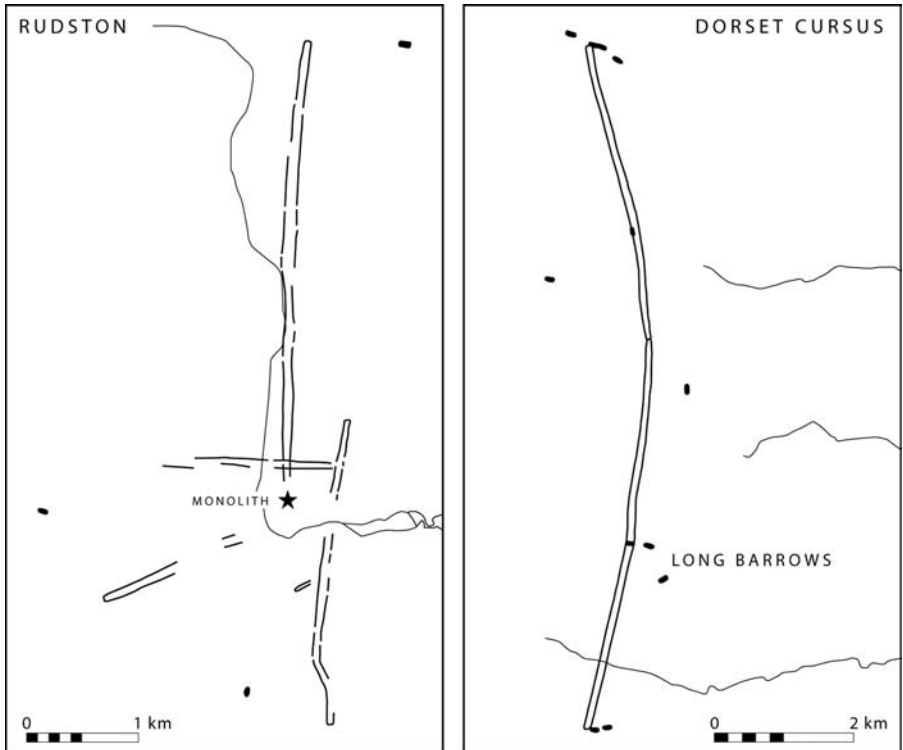 RUDSTON
MONOLITH
0 1 km
DORSET CURSUS
LONG BARROWS
0 2 km